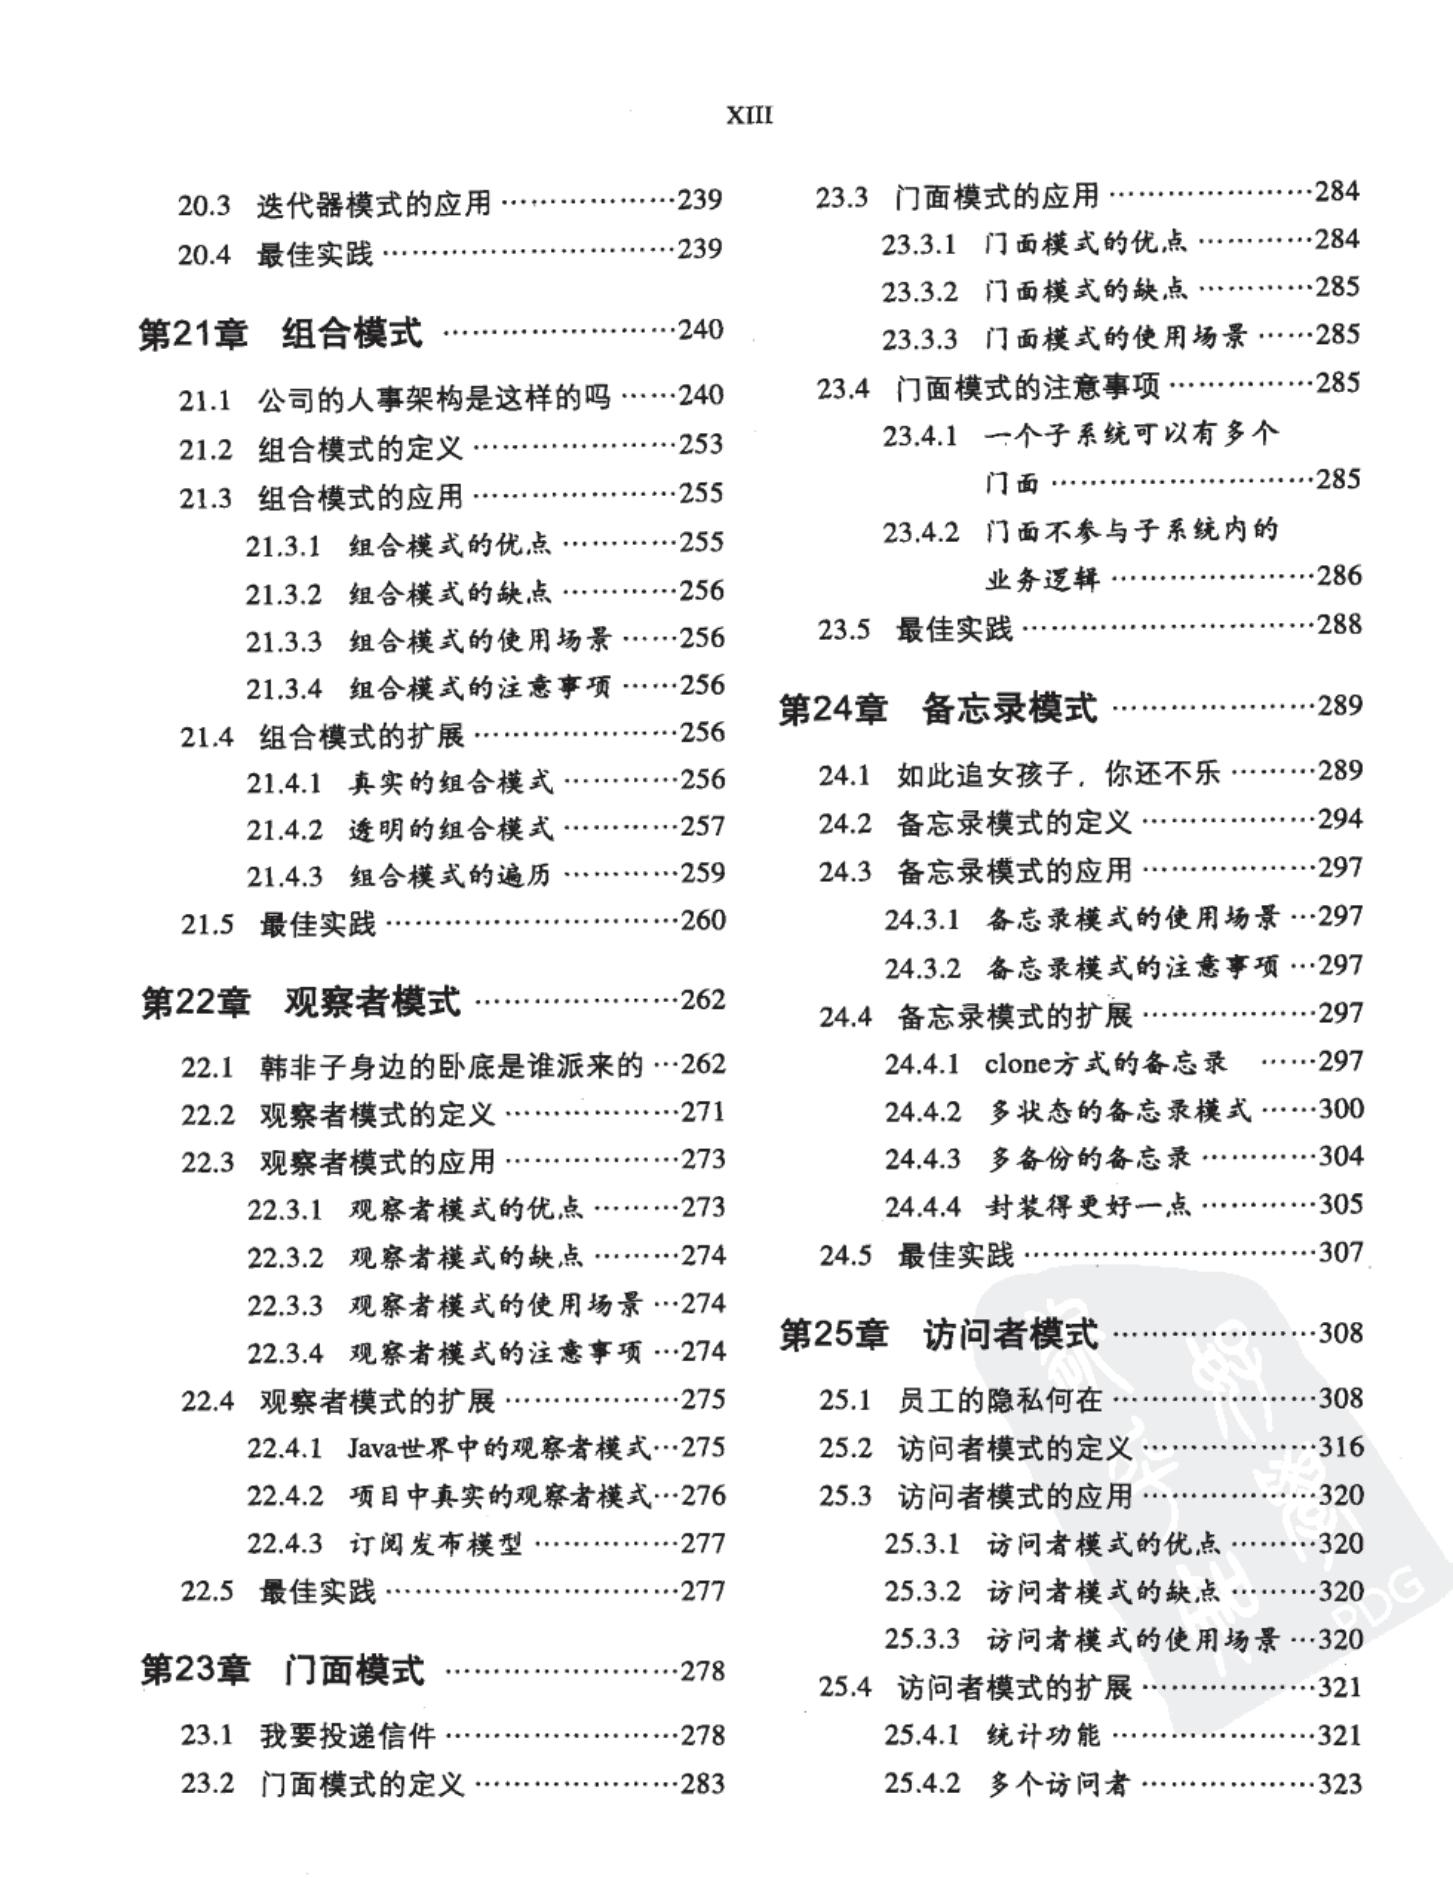 XIII
20.3 迭代器模式的应用………………239
20.4 最佳实践…………………………239
第21章 组合模式 ……………………240
21.1 公司的人事架构是这样的吗……240
21.2 组合模式的定义…………………253
21.3 组合模式的应用…………………255
21.3.1 组合模式的优点…………255
21.3.2 组合模式的缺点…………256
21.3.3 组合模式的使用场景……256
21.3.4 组合模式的注意事项……256
21.4 组合模式的扩展…………………256
21.4.1 真实的组合模式…………256
21.4.2 透明的组合模式…………257
21.4.3 组合模式的遍历…………259
21.5 最佳实践…………………………260
第22章 观察者模式 …………………262
22.1 韩非子身边的卧底是谁派来的…262
22.2 观察者模式的定义………………271
22.3 观察者模式的应用………………273
22.3.1 观察者模式的优点………273
22.3.2 观察者模式的缺点………274
22.3.3 观察者模式的使用场景…274
22.3.4 观察者模式的注意事项…274
22.4 观察者模式的扩展………………275
22.4.1 Java世界中的观察者模式…275
22.4.2 项目中真实的观察者模式…276
22.4.3 订阅发布模型……………277
22.5 最佳实践…………………………277
第23章 门面模式 ……………………278
23.1 我要投递信件……………………278
23.2 门面模式的定义…………………283
23.3 门面模式的应用…………………284
23.3.1 门面模式的优点…………284
23.3.2 门面模式的缺点…………285
23.3.3 门面模式的使用场景……285
23.4 门面模式的注意事项……………285
23.4.1 一个子系统可以有多个
门面………………………285
23.4.2 门面不参与子系统内的
业务逻辑…………………286
23.5 最佳实践…………………………288
第24章 备忘录模式 …………………289
24.1 如此追女孩子，你还不乐………289
24.2 备忘录模式的定义………………294
24.3 备忘录模式的应用………………297
24.3.1 备忘录模式的使用场景…297
24.3.2 备忘录模式的注意事项…297
24.4 备忘录模式的扩展………………297
24.4.1 clone方式的备忘录 ……297
24.4.2 多状态的备忘录模式……300
24.4.3 多备份的备忘录…………304
24.4.4 封装得更好一点…………305
24.5 最佳实践…………………………307
第25章 访问者模式 …………………308
25.1 员工的隐私何在…………………308
25.2 访问者模式的定义………………316
25.3 访问者模式的应用………………320
25.3.1 访问者模式的优点………320
25.3.2 访问者模式的缺点………320
25.3.3 访问者模式的使用场景…320
25.4 访问者模式的扩展………………321
25.4.1 统计功能…………………321
25.4.2 多个访问者………………323
PDG